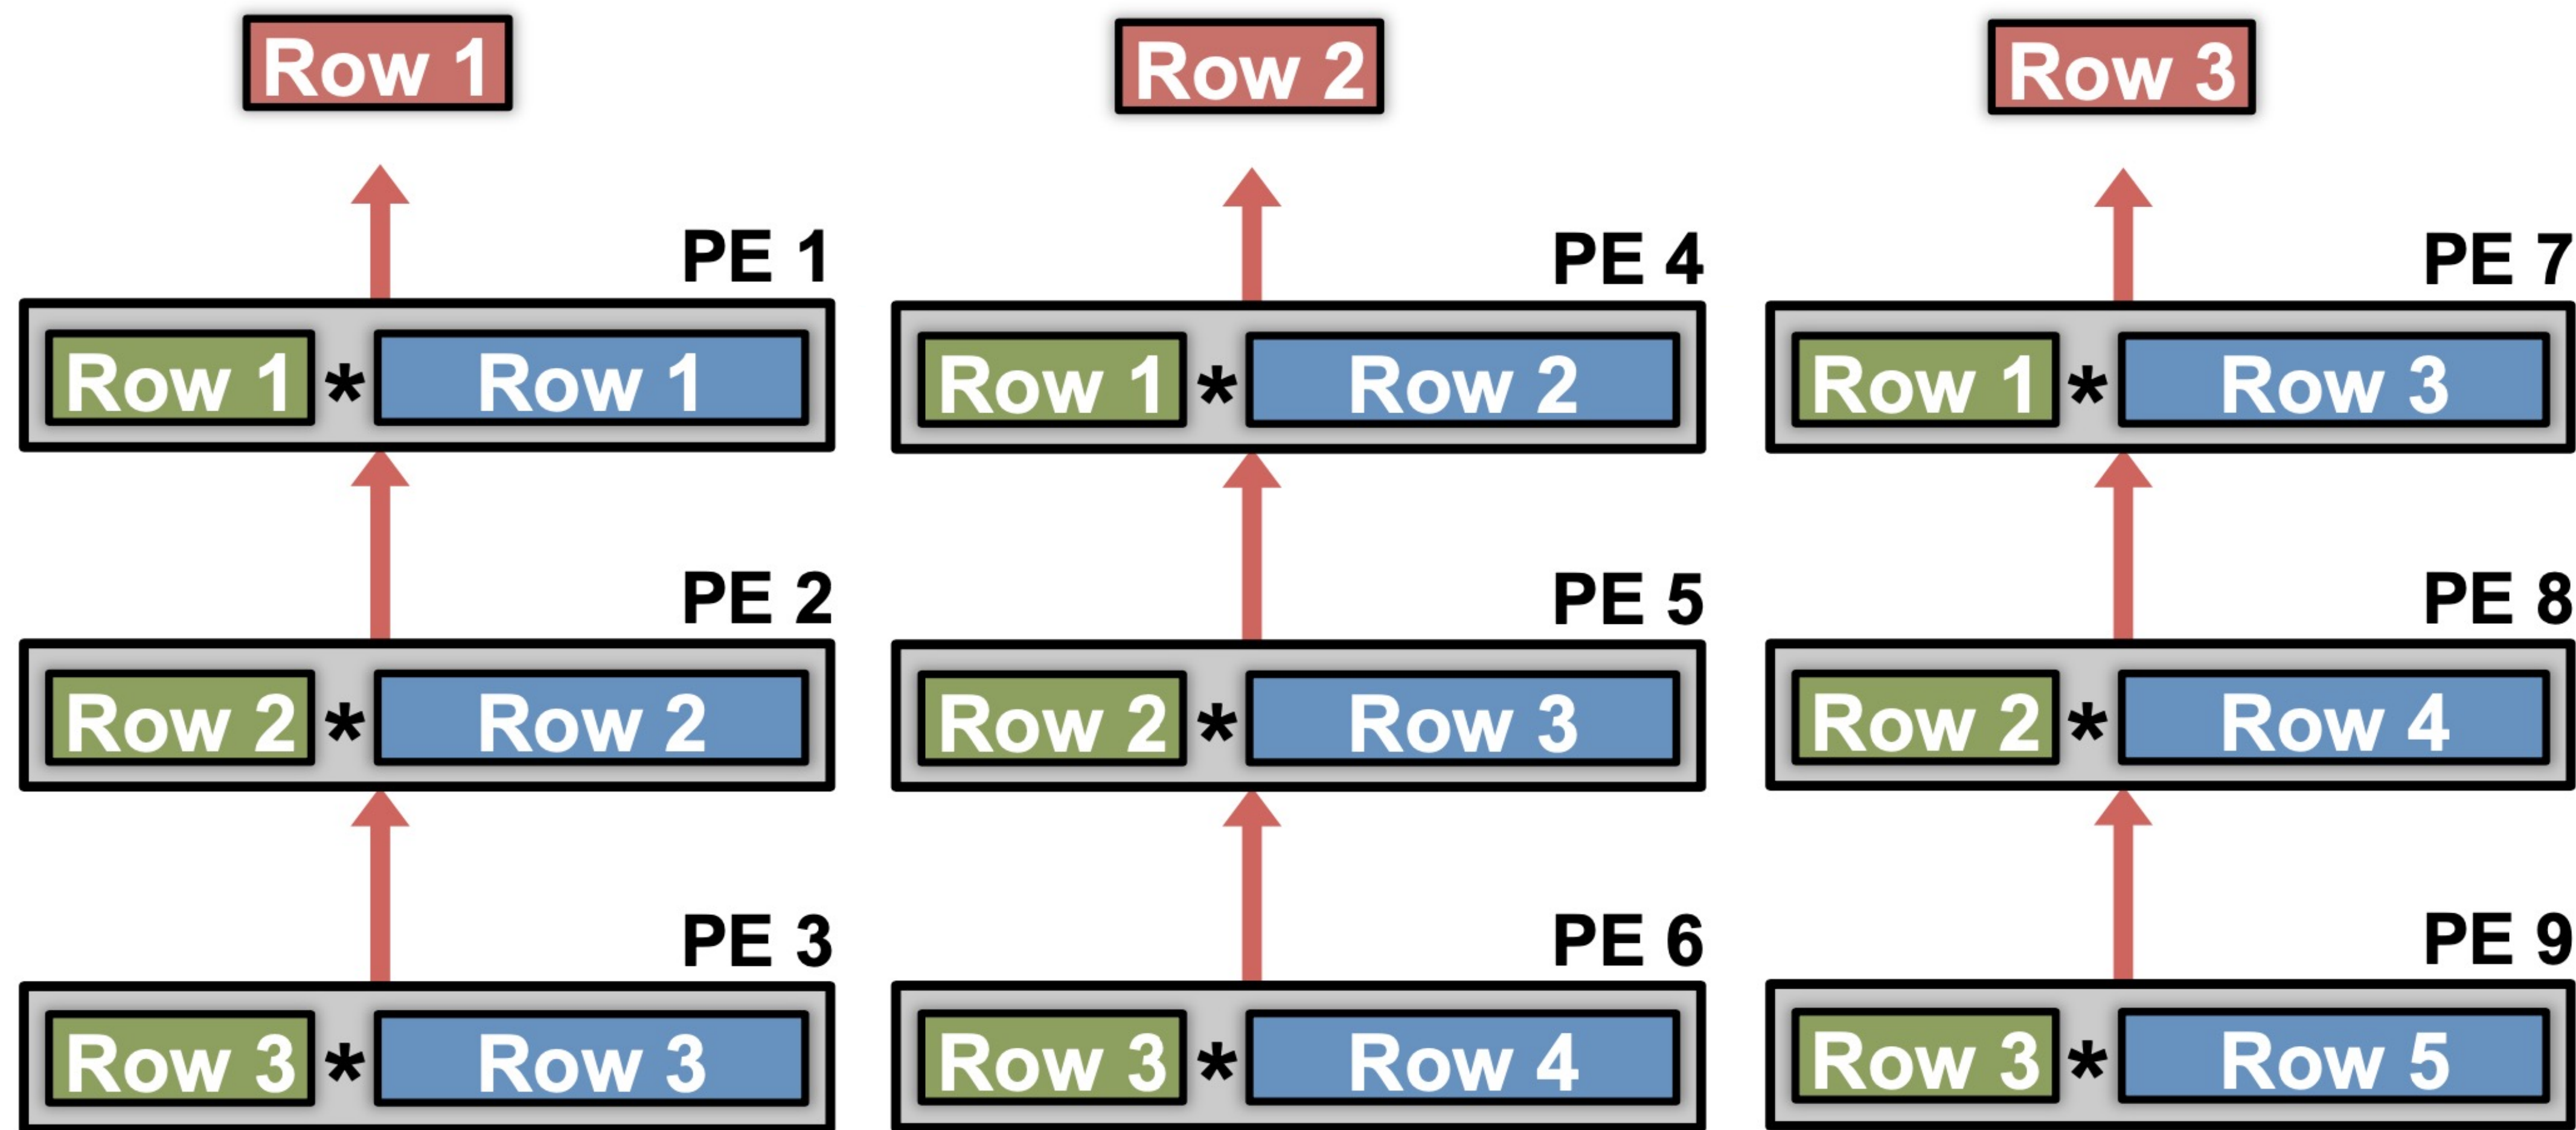 Row 1 Row 2 Row 3
PE 1 PE 4 PE 7
Row 1 * Row 1 Row 1 * Row 2 Row 1 * Row 3
PE 2 PE 5 PE 8
Row 2 * Row 2 Row 2 * Row 3 Row 2 * Row 4
PE 3 PE 6 PE 9
Row 3 * Row 3 Row 3 * Row 4 Row 3 * Row 5